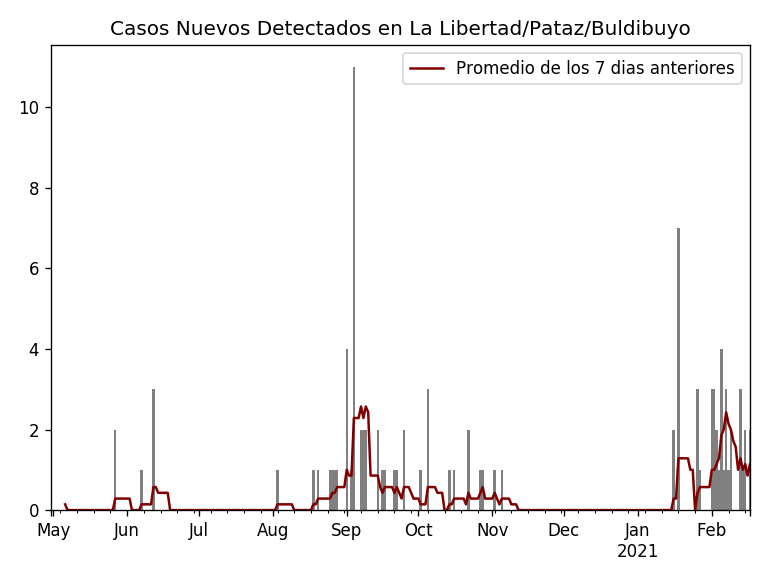 Casos Nuevos Detectados en La Libertad/Pataz/Buldibuyo
Promedio de los 7 dias anteriores
10
8
6
4
2
0
May Jun Jul Aug Sep Oct Nov Dec Jan Feb
2021